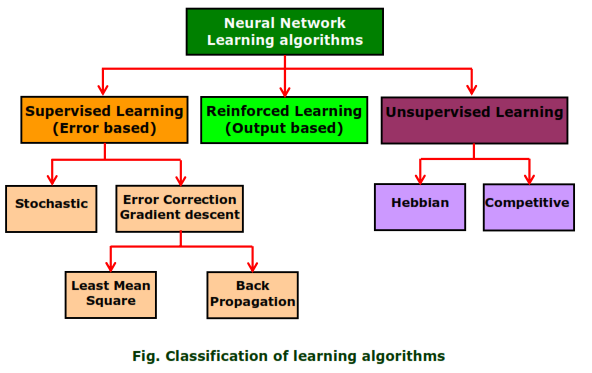 Neural Network
Learning algorithms
Supervised Learning
(Error based)
Reinforced Learning
(Output based)
Unsupervised Learning
Stochastic
Error Correction
Gradient descent
Hebbian
Competitive
Least Mean
Square
Back
Propagation
Fig. Classification of learning algorithms